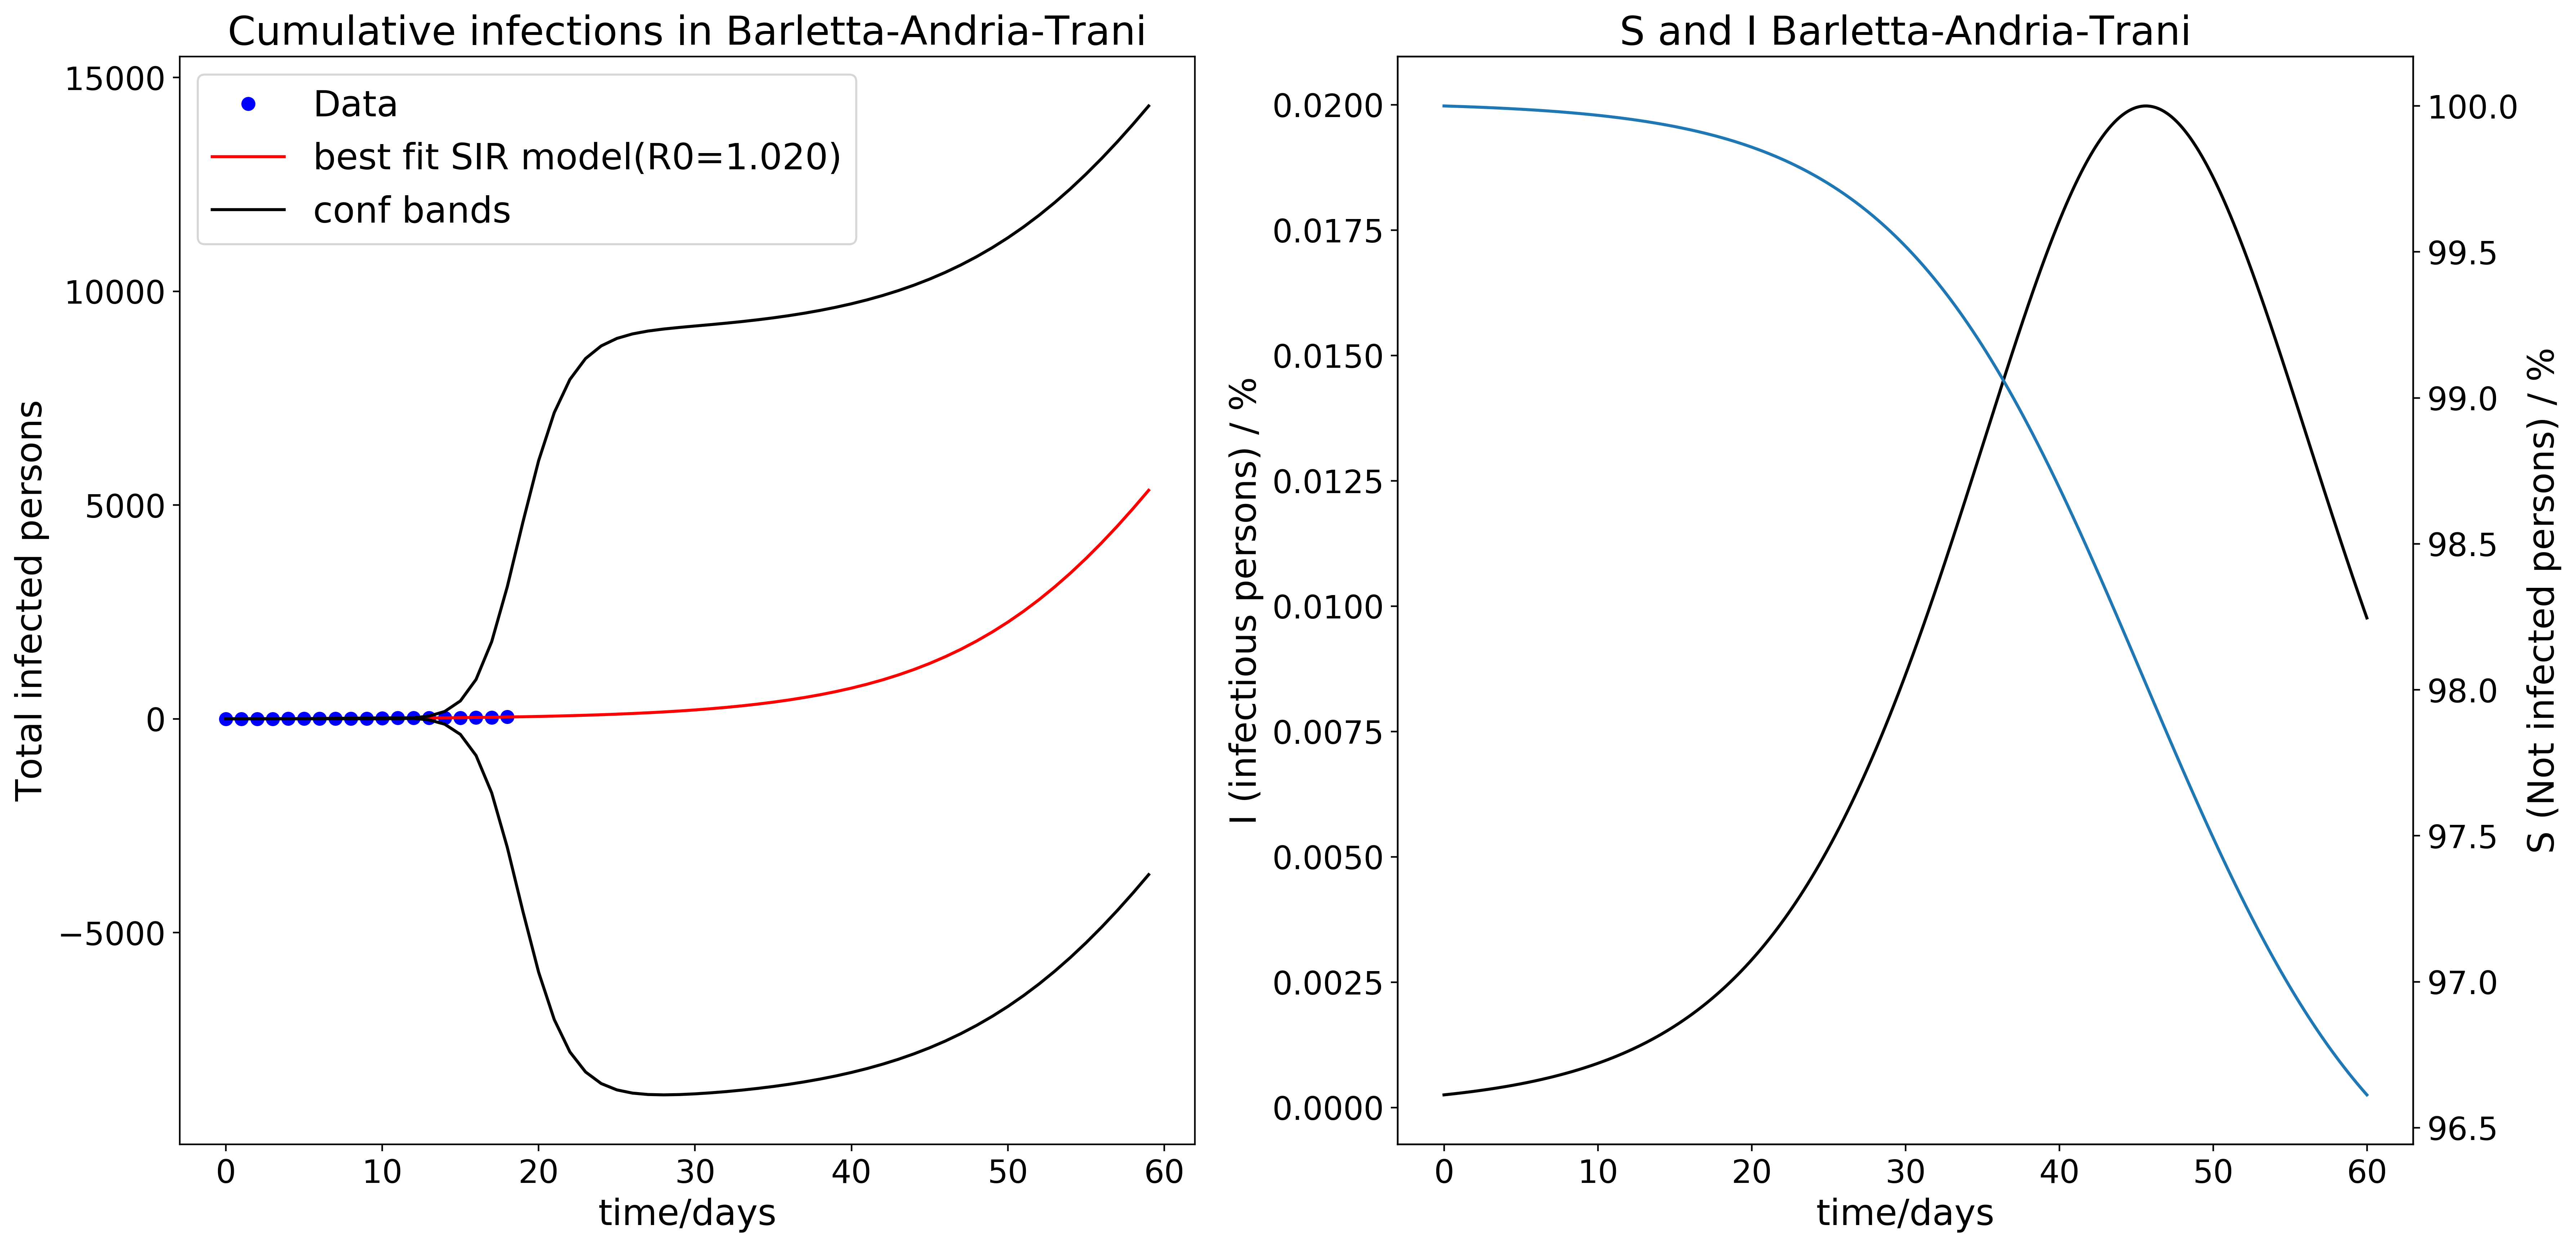 Cumulative infections in Barletta-Andria-Trani
Data
best fit SIR model(R0=1.020)
conf bands
15000
10000
5000
0
−5000
Total infected persons
0 10 20 30 40 50 60
time/days
S and I Barletta-Andria-Trani
0.0200
0.0175
0.0150
0.0125
0.0100
0.0075
0.0050
0.0025
0.0000
I (infectious persons) / %
100.0
99.5
99.0
98.5
98.0
97.5
97.0
96.5
S (Not infected persons) / %
0 10 20 30 40 50 60
time/days